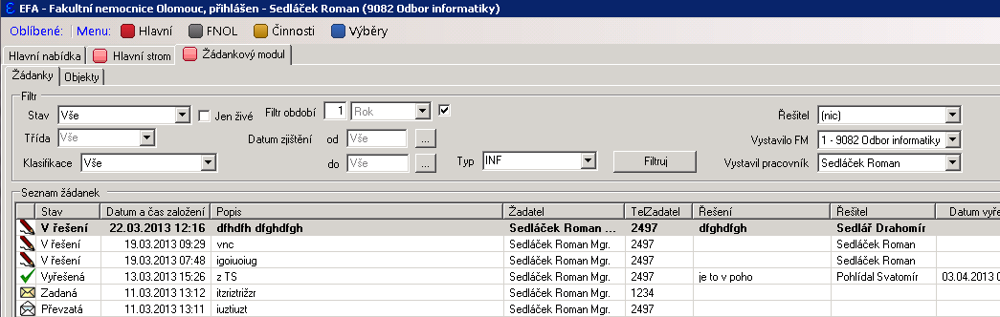 EFA - Fakultní nemocnice Olomouc, přihlášen - Sedláček Roman (9082 Odbor informatiky)
Oblíbené: Menu: Hlavní FNOL Činnosti Výběry
Hlavní nabídka Hlavní strom Žádankový modul
Žádanky Objekty
Filtr
Stav Vše Jen živé Filtr období 1 Rok Řešitel (nic)
Třída Vše Datum zjištění od Vše ... Vystavilo FM 1 - 9082 Odbor informatiky
Klasifikace Vše do Vše ... Typ INF Filtruj Vystavil pracovník Sedláček Roman
Seznam žádanek
Stav Datum a čas založení Popis Žadatel TelZadatel Řešení Řešitel Datum vyře
V řešení 22.03.2013 12:16 dfhdfh dfghdfgh Sedláček Roman ... 2497 dfghdfgh Sedlář Drahomír
V řešení 19.03.2013 09:29 vnc Sedláček Roman Mgr. 2497 Sedláček Roman
V řešení 19.03.2013 07:48 igoiuoiug Sedláček Roman Mgr. 2497 Sedláček Roman
Vyřešená 13.03.2013 15:26 z TS Sedláček Roman Mgr. 2497 je to v poho Pohlídal Svatomír 03.04.2013 0
Zadaná 11.03.2013 13:12 itzriztrižzr Sedláček Roman Mgr. 1234
Převzatá 11.03.2013 13:11 iuztiuzt Sedláček Roman Mgr. 2497